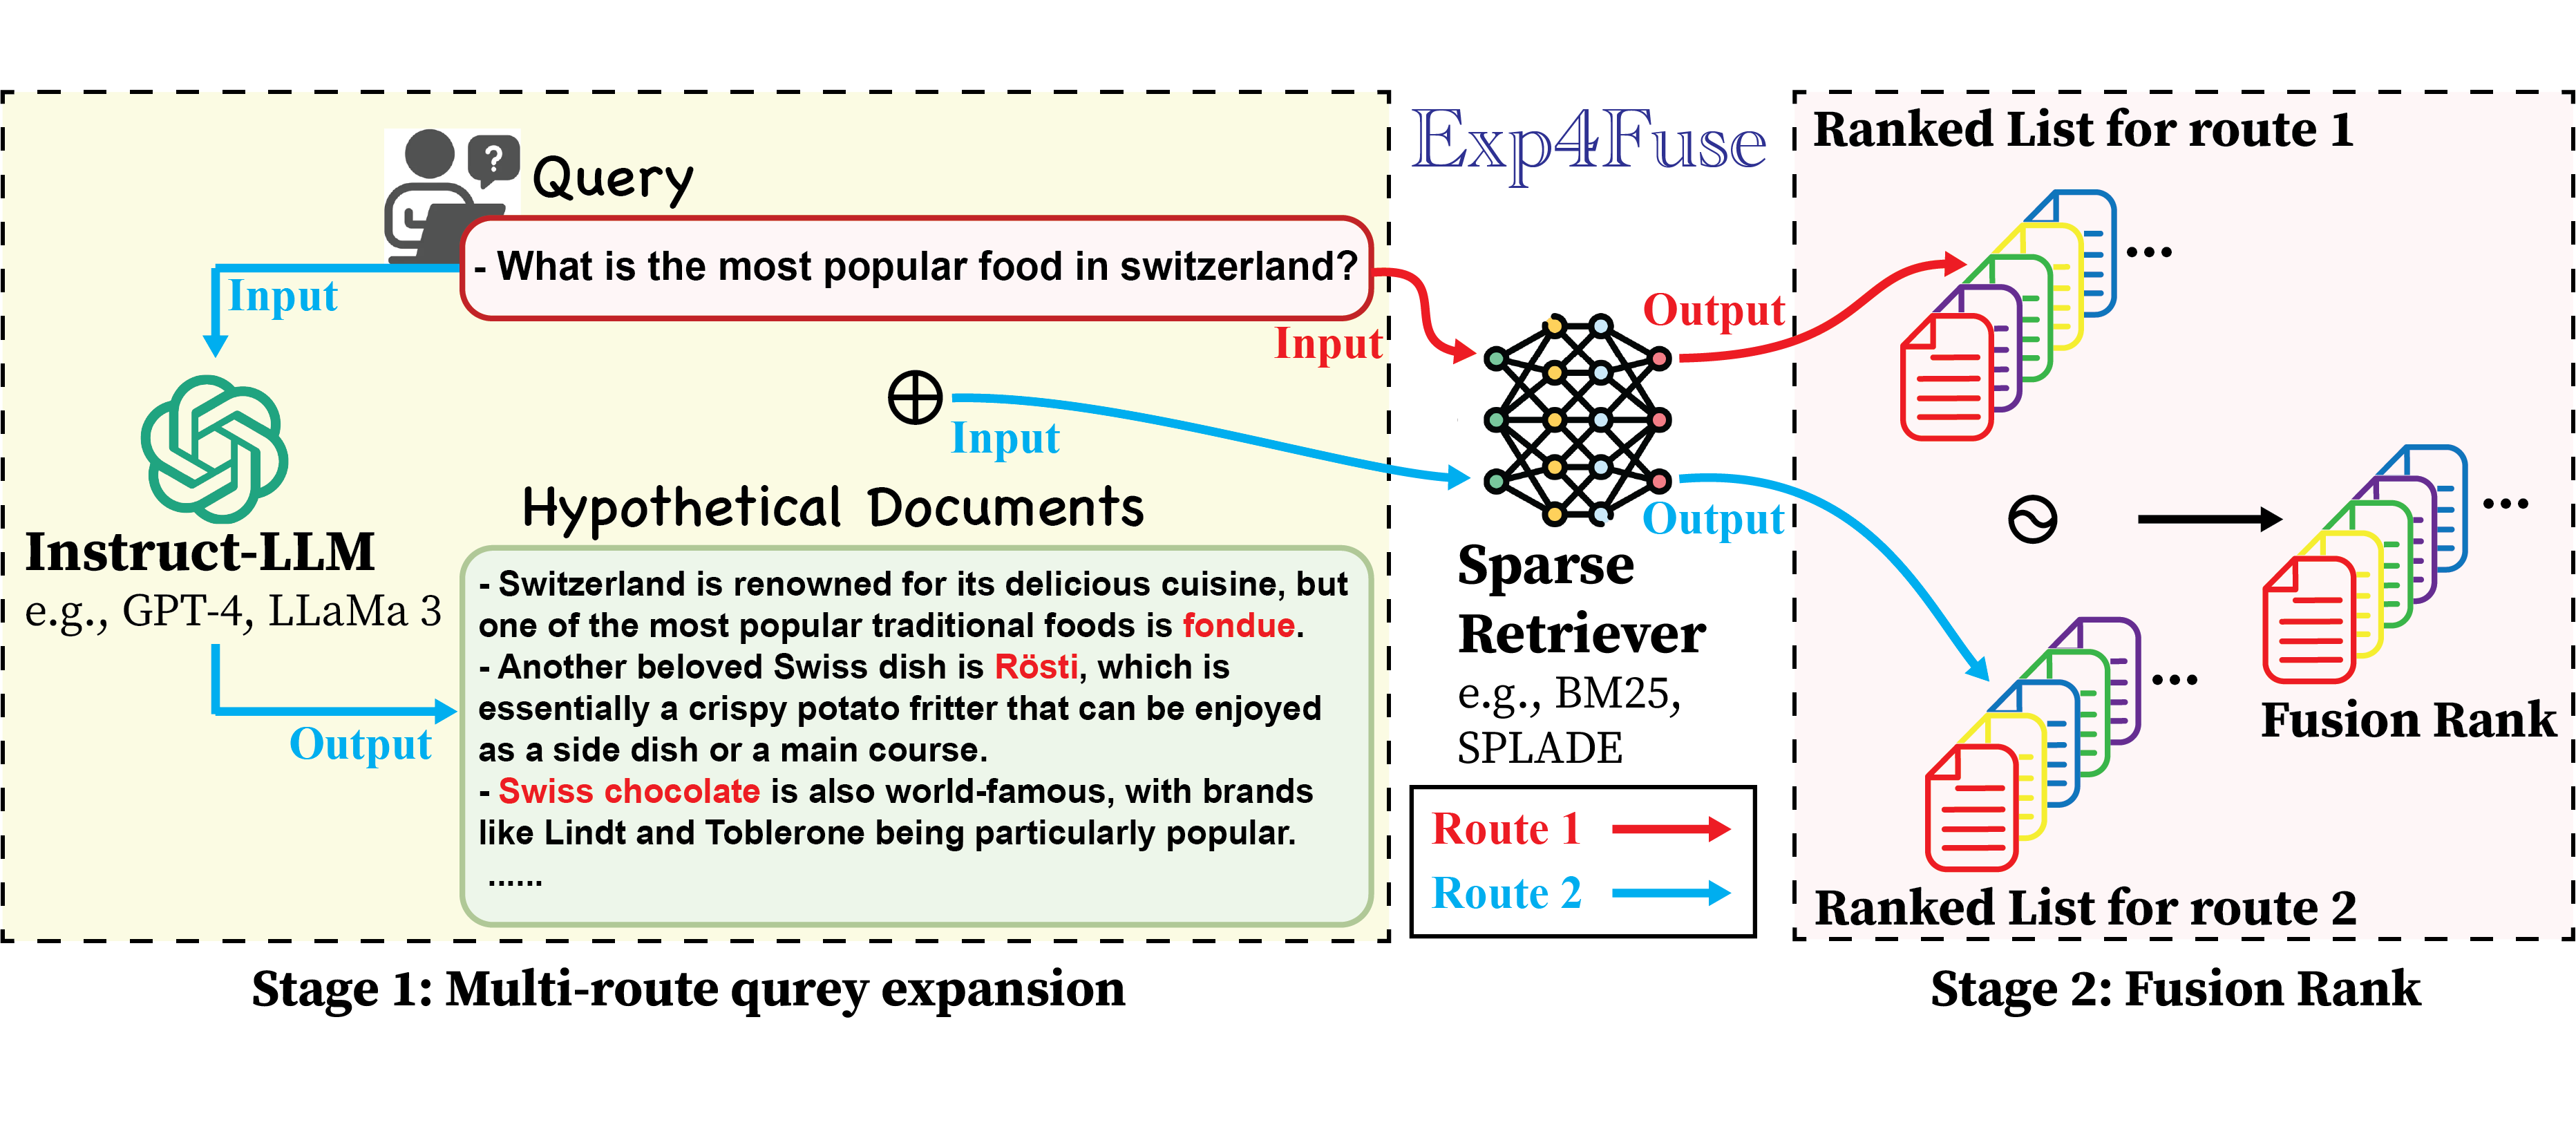 Exp4Fuse
Query
?
- What is the most popular food in switzerland?
Input
Input
Input
Instruct-LLM
e.g., GPT-4, LLaMa 3
Output
Hypothetical Documents
- Switzerland is renowned for its delicious cuisine, but
one of the most popular traditional foods is fondue.
- Another beloved Swiss dish is Rösti, which is
essentially a crispy potato fritter that can be enjoyed
as a side dish or a main course.
- Swiss chocolate is also world-famous, with brands
like Lindt and Toblerone being particularly popular.
......
Stage 1: Multi-route qurey expansion
Output
Output
Sparse
Retriever
e.g., BM25,
SPLADE
Route 1
Route 2
Ranked List for route 1
...
...
Fusion Rank
...
Ranked List for route 2
Stage 2: Fusion Rank